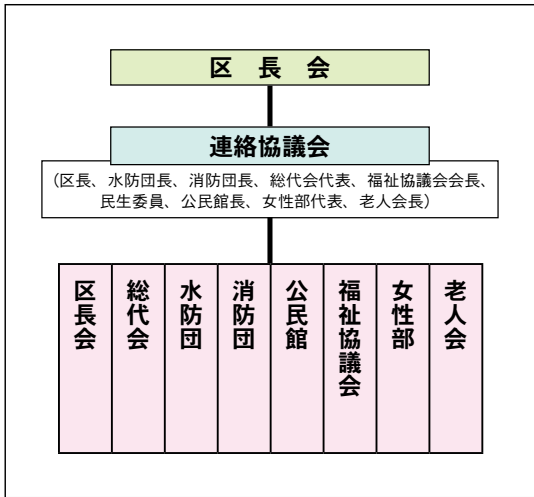 区　長　会
連絡協議会
（区長、水防団長、消防団長、総代会代表、福祉協議会会長、
民生委員、公民館長、女性部代表、老人会長）
区長会
総代会
水防団
消防団
公民館
福祉協議会
女性部
老人会